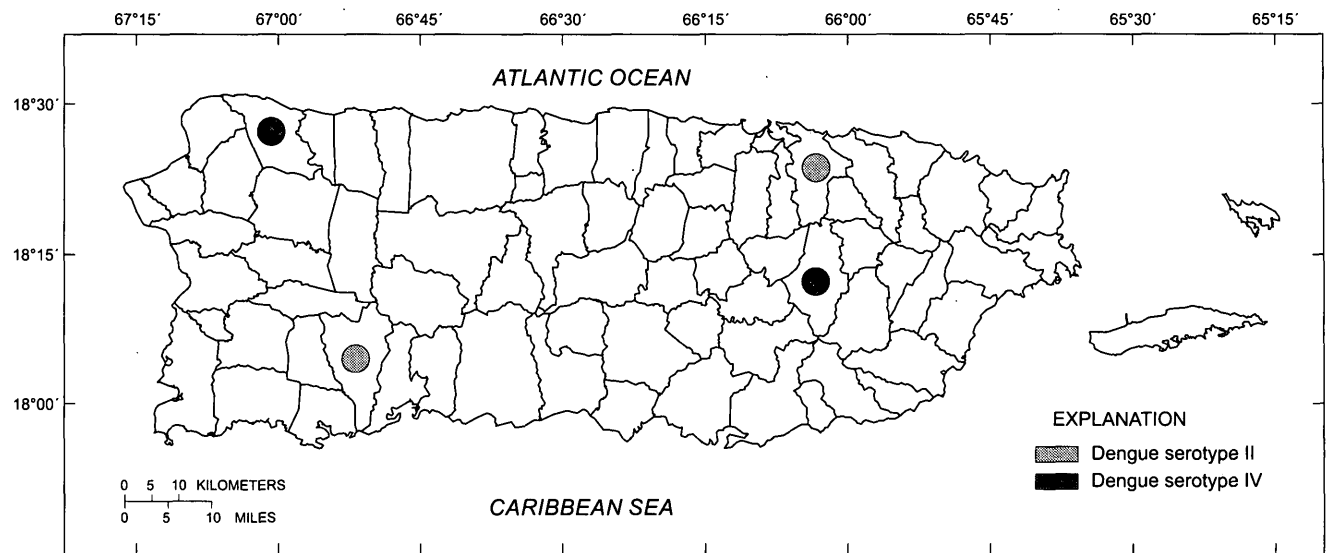 67°15′ 67°00′ 66°45′ 66°30′ 66°15′ 66°00′ 65°45′ 65°30′ 65°15′
ATLANTIC OCEAN
18°30′
18°15′
18°00′
EXPLANATION
Dengue serotype II
Dengue serotype IV
0 5 10 KILOMETERS
0 5 10 MILES
CARIBBEAN SEA